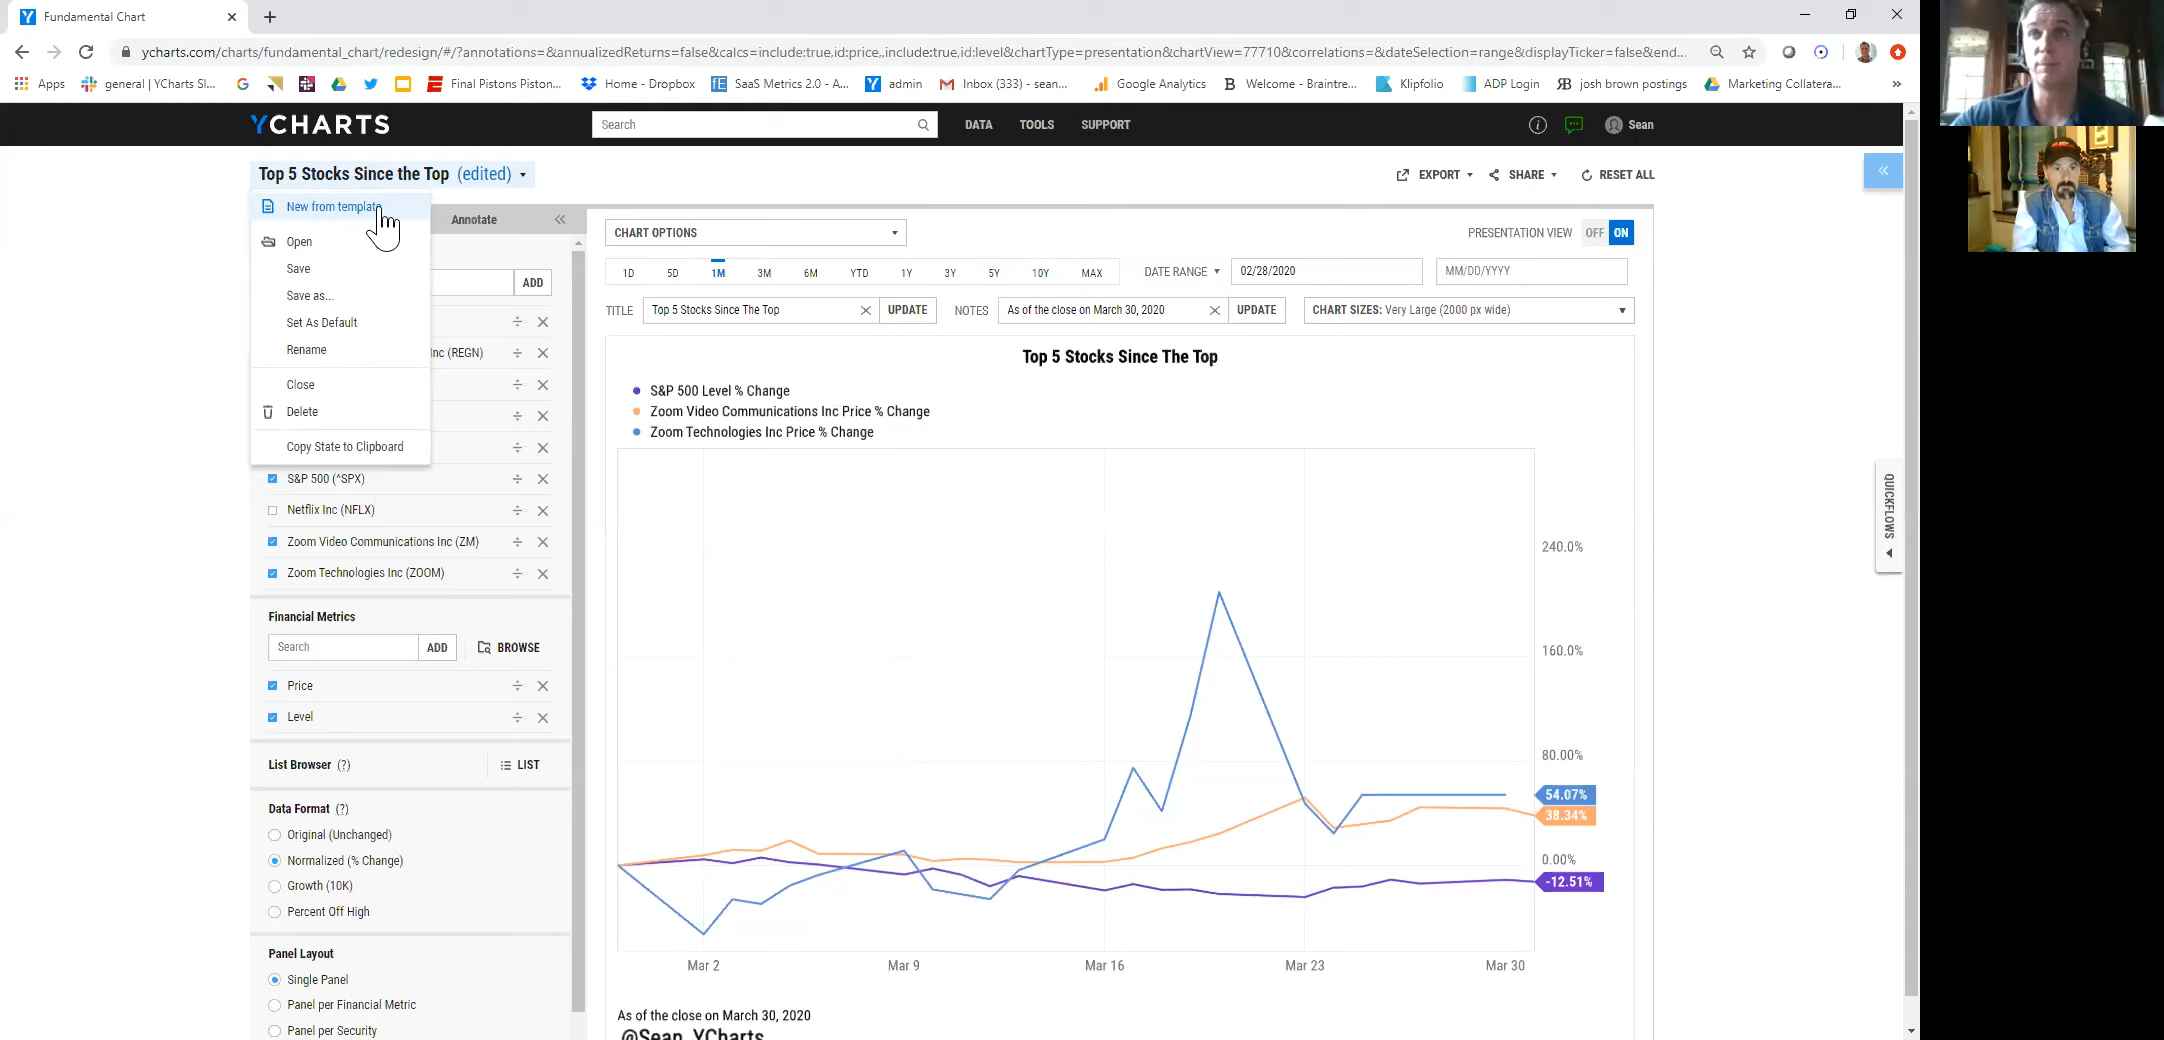 Fundamental Chart
ycharts.com/charts/fundamental_chart/redesign/#/?annotations=&annualizedReturns=false&calcs=include:true,id:price,,include:true,id:level&chartType=presentation&chartView=77710&correlations=&dateSelection=range&displayTicker=false&end...
Apps general | YCharts Sl... Final Pistons Piston... Home - Dropbox SaaS Metrics 2.0 - A... admin Inbox (333) - sean... Google Analytics Welcome - Braintre... Klipfolio ADP Login josh brown postings Marketing Collatera... »
YCHARTS Search DATA TOOLS SUPPORT Sean
Top 5 Stocks Since the Top (edited) EXPORT SHARE RESET ALL
New from template
Annotate
Open
Save
Save as...
Set As Default
Rename
Close
Delete
Copy State to Clipboard
ADD
Inc (REGN)
S&P 500 (^SPX)
Netflix Inc (NFLX)
Zoom Video Communications Inc (ZM)
Zoom Technologies Inc (ZOOM)
Financial Metrics
Search ADD BROWSE
Price
Level
List Browser (?) LIST
Data Format (?)
Original (Unchanged)
Normalized (% Change)
Growth (10K)
Percent Off High
Panel Layout
Single Panel
Panel per Financial Metric
Panel per Security
CHART OPTIONS PRESENTATION VIEW OFF ON
1D 5D 1M 3M 6M YTD 1Y 3Y 5Y 10Y MAX DATE RANGE 02/28/2020 MM/DD/YYYY
TITLE Top 5 Stocks Since The Top UPDATE NOTES As of the close on March 30, 2020 UPDATE CHART SIZES: Very Large (2000 px wide)
Top 5 Stocks Since The Top
S&P 500 Level % Change
Zoom Video Communications Inc Price % Change
Zoom Technologies Inc Price % Change
240.0%
160.0%
80.00%
54.07%
38.34%
0.00%
-12.51%
Mar 2 Mar 9 Mar 16 Mar 23 Mar 30
As of the close on March 30, 2020
@Sean_YCharts
QUICKFLOWS